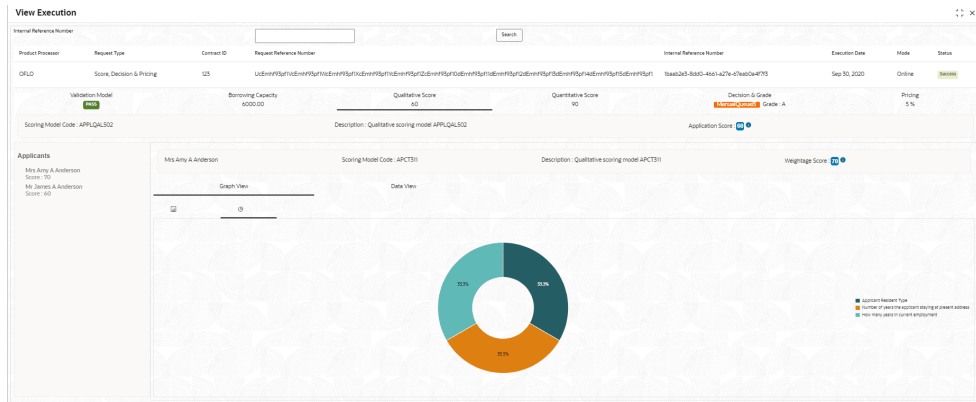 View Execution
Internal Reference Number
Search
Product Processor Request Type Contract ID Request Reference Number Internal Reference Number Execution Date Mode Status
OFLO Score, Decision & Pricing 123 Sep 30, 2020 Online Success
Validation Model Borrowing Capacity Qualitative Score Quantitative Score Decision & Grade Pricing
PASS 6000.00 60 90 Grade : A 5 %
Scoring Model Code : APPLQAL502 Description : Qualitative scoring model APPLQAL502 Application Score :
Applicants
Mrs Amy A Anderson Scoring Model Code : APCT311 Description : Qualitative scoring model APCT311 Weightage Score : 70
Mrs Amy A Anderson
Score : 70
Mr James A Anderson
Score : 60
Graph View Data View
33.3% 33.3%
33.3%
Applicant Resident Type
Number of years the applicant staying at present address
How many years in current employment